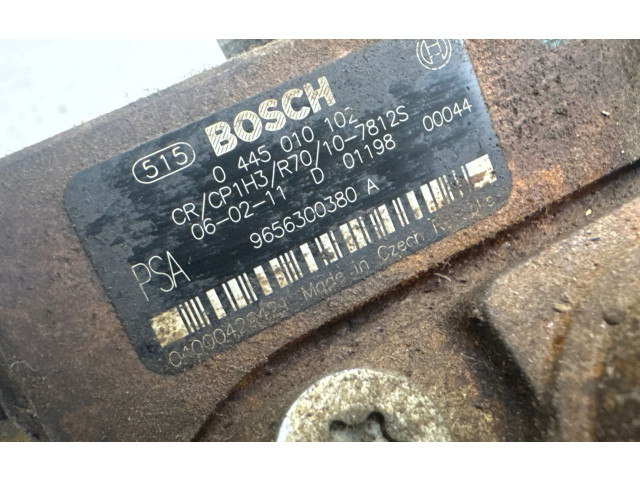 515 BOSCH
0 445 010 102
CR/CP1H3/R70/10-7812S
06-02-11 D 01198 00044
PSA 9656300380 A
Made in Czech Republic